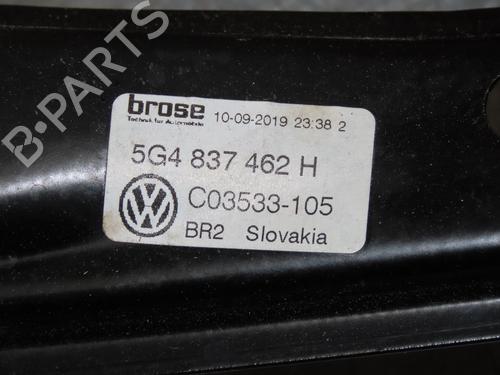 B-PARTS
brose 10-09-2019 23:38 2
Technik für Automobile
5G4 837 462 H
C03533-105
BR2 Slovakia